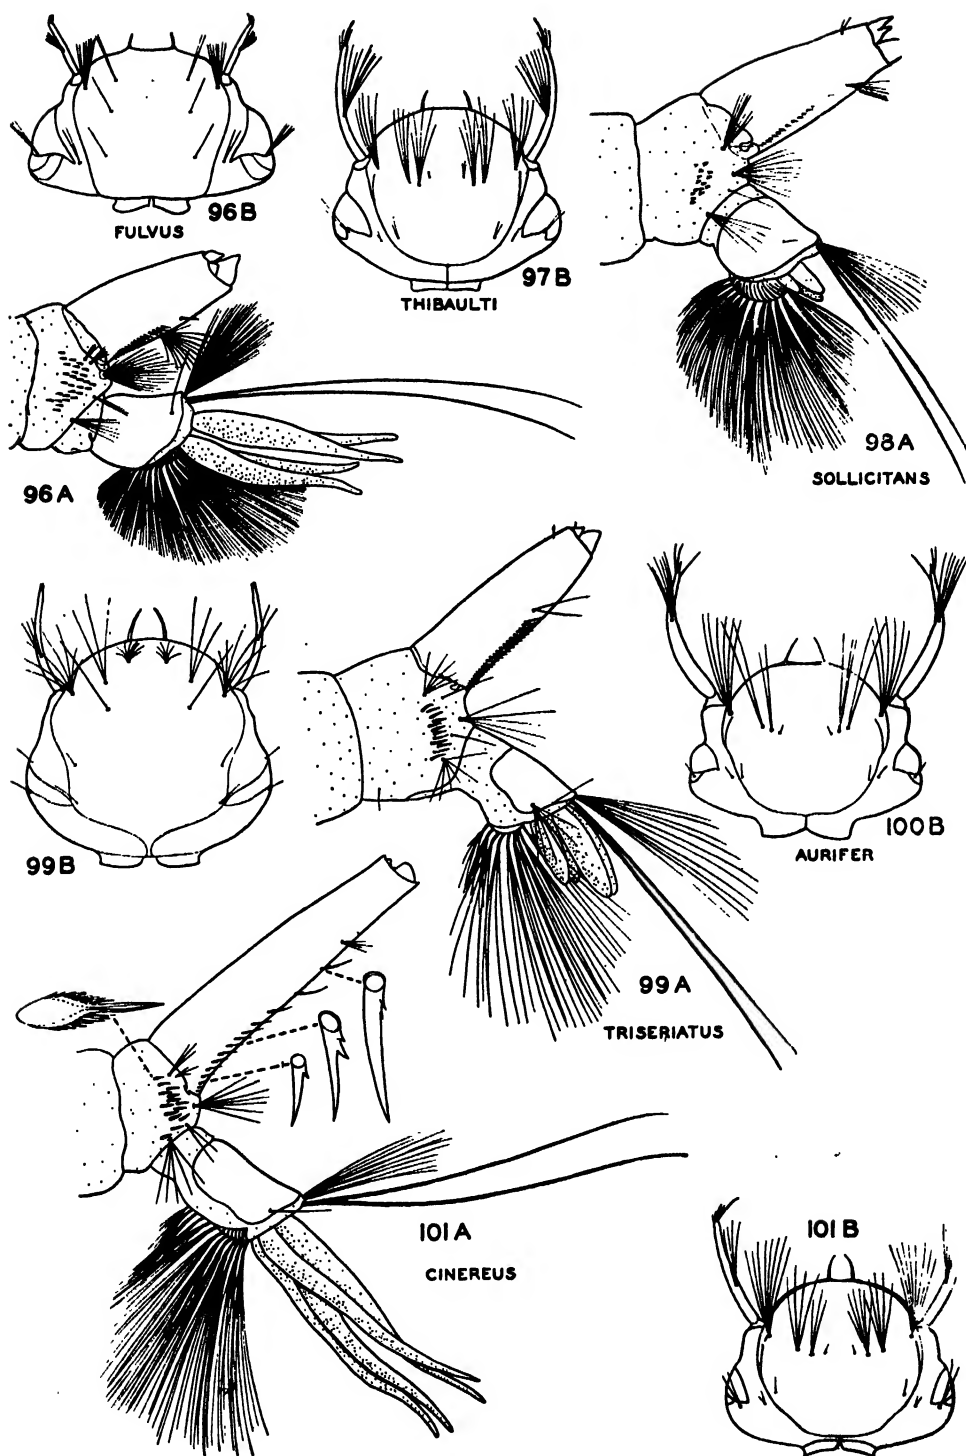 96B
FULVUS
97B
THIBAULTI
98A
SOLLICITANS
96A
99B
100B
AURIFER
99A
TRISERIATUS
101A
CINEREUS
101B